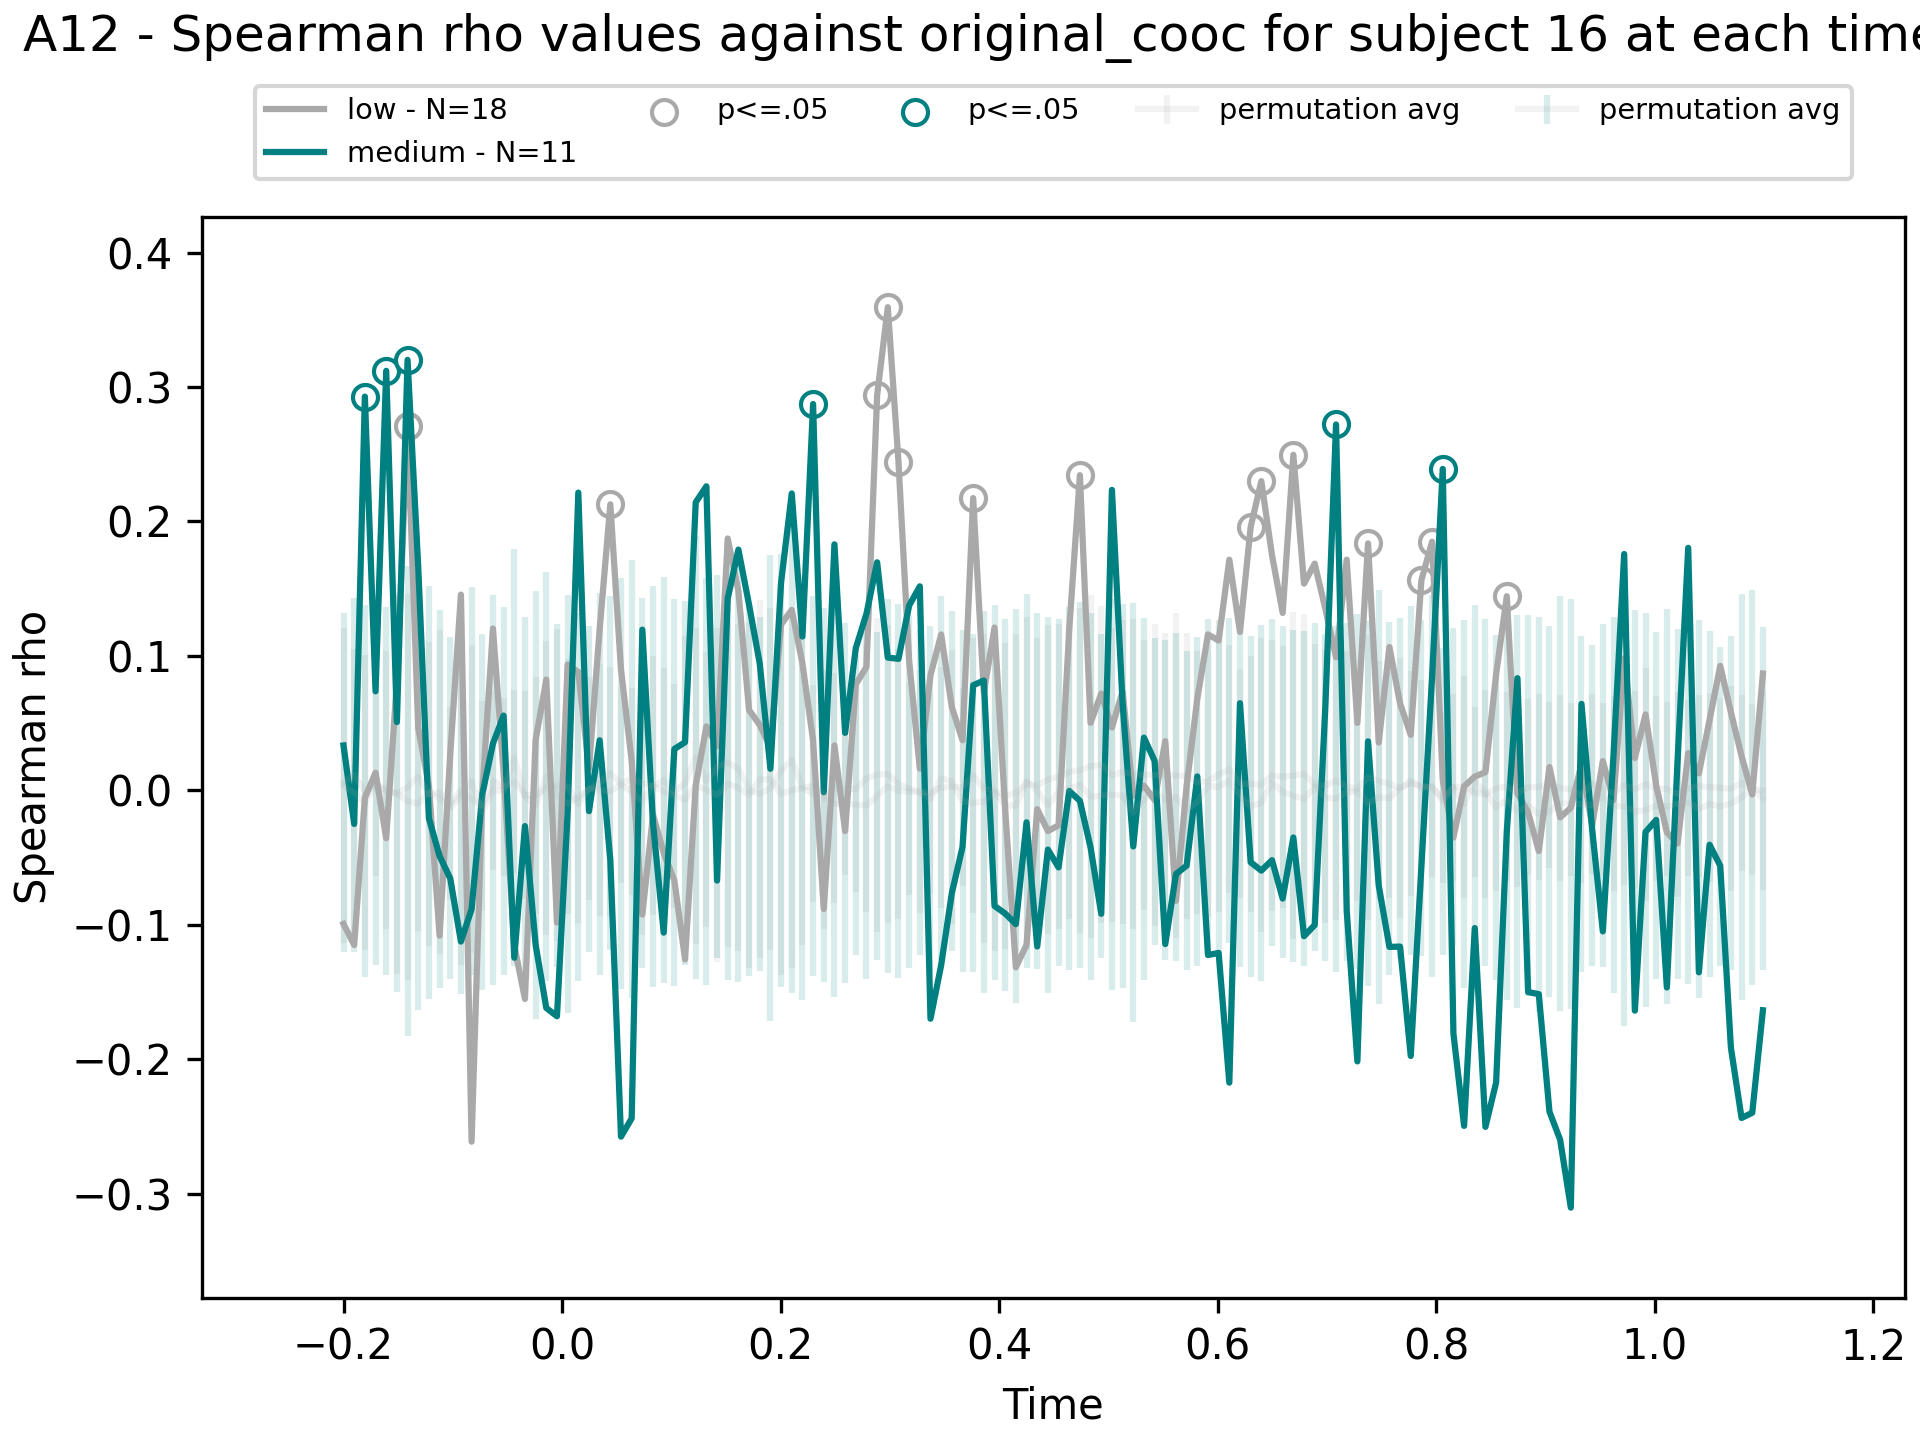 A12 - Spearman rho values against original_cooc for subject 16 at each time
low - N=18
medium - N=11
p<=.05
p<=.05
permutation avg
permutation avg
Spearman rho
0.4
0.3
0.2
0.1
0.0
−0.1
−0.2
−0.3
−0.2 0.0 0.2 0.4 0.6 0.8 1.0 1.2
Time